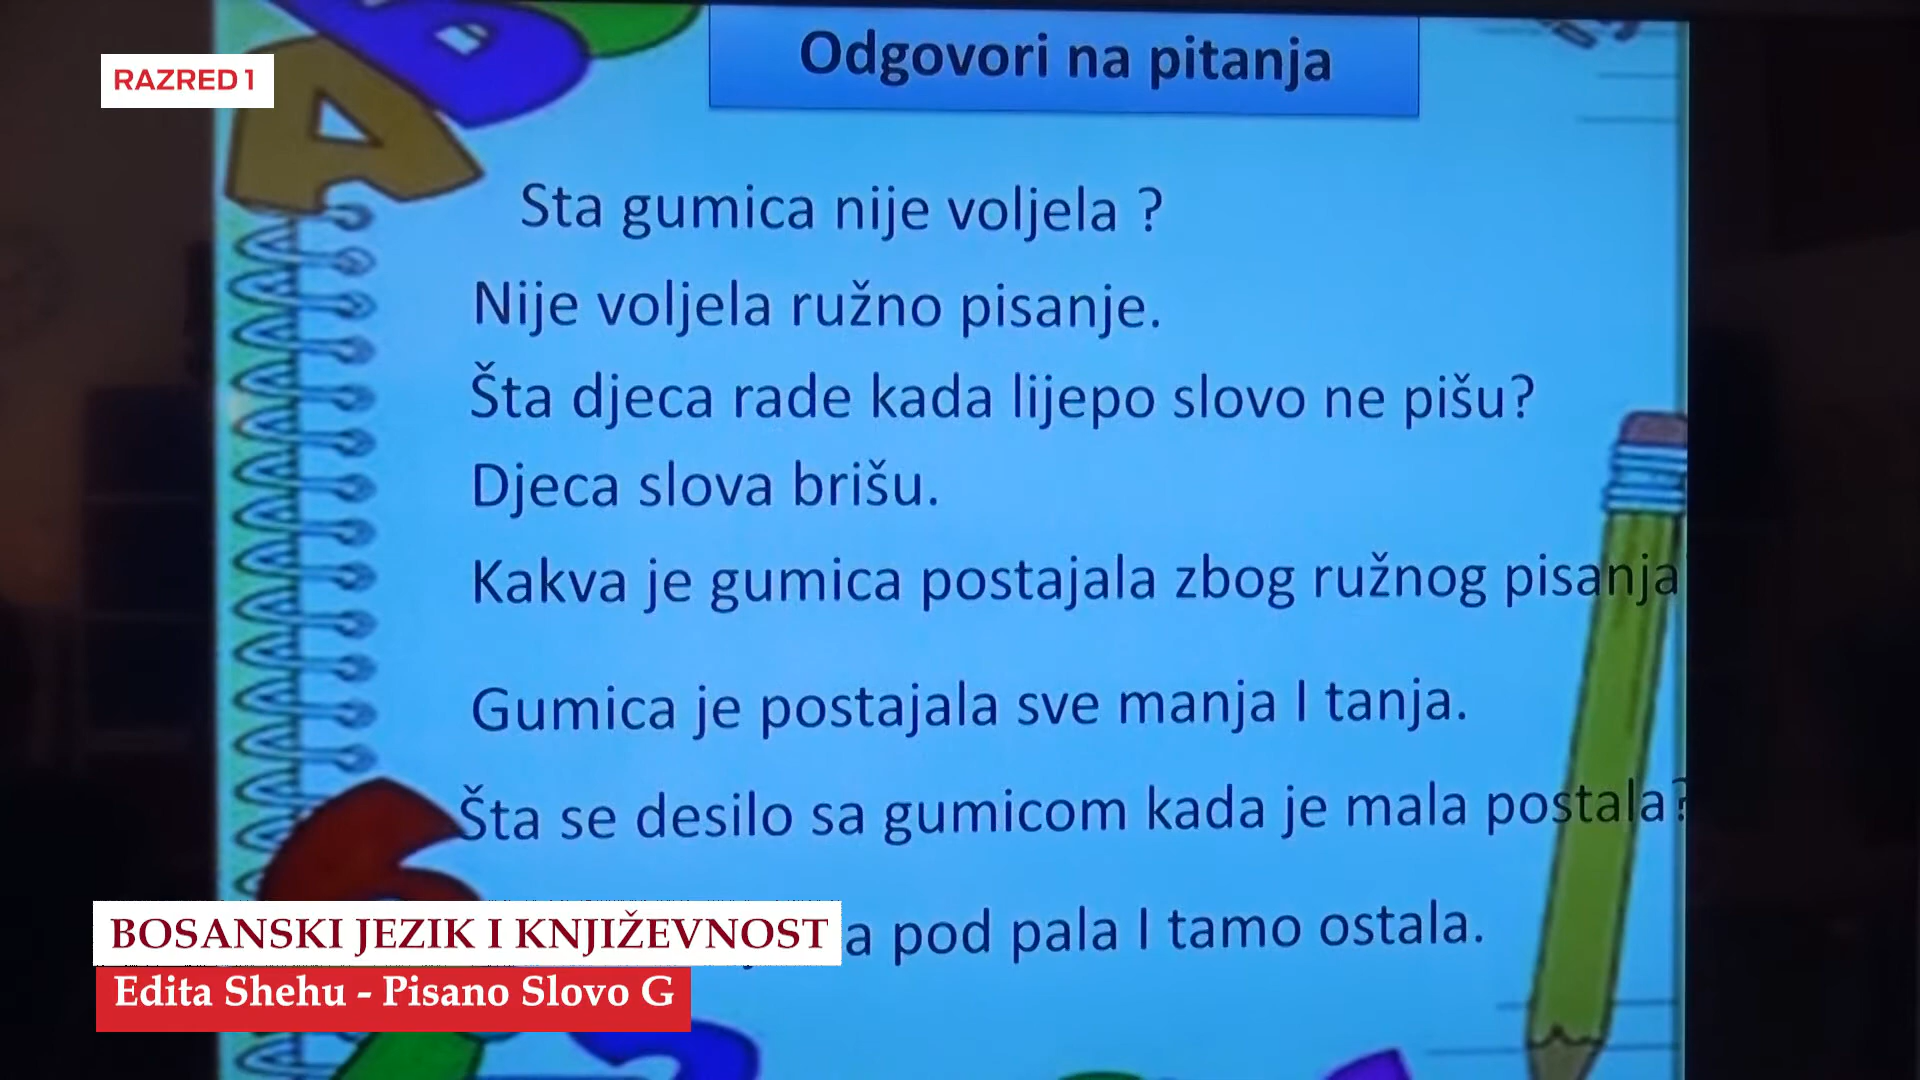 RAZRED 1
Odgovori na pitanja
Sta gumica nije voljela ?
Nije voljela ružno pisanje.
Šta djeca rade kada lijepo slovo ne pišu?
Djeca slova brišu.
Kakva je gumica postajala zbog ružnog pisanja
Gumica je postajala sve manja I tanja.
Šta se desilo sa gumicom kada je mala postala?
pod pala I tamo ostala.
BOSANSKI JEZIK I KNJIŽEVNOST
Edita Shehu - Pisano Slovo G